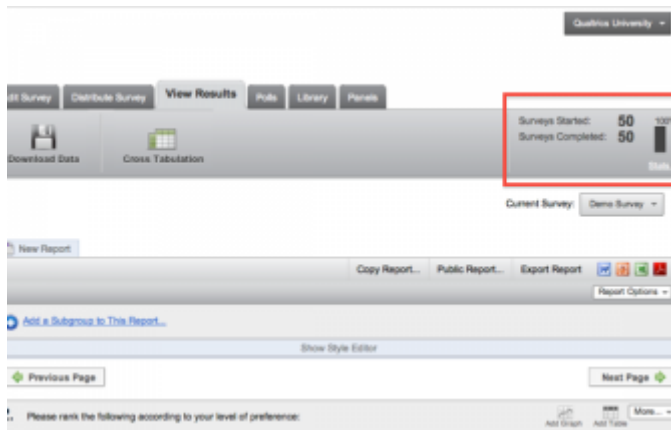 Qualtrics University
dit Survey Distribute Survey View Results Polls Library Panels
Surveys Started: 50 100%
Surveys Completed: 50
Download Data Cross Tabulation Stats
Current Survey: Demo Survey
New Report
Copy Report... Public Report... Export Report
Report Options
Add a Subgroup to This Report...
Show Style Editor
Previous Page Next Page
Please rank the following according to your level of preference: Add Graph Add Table More...